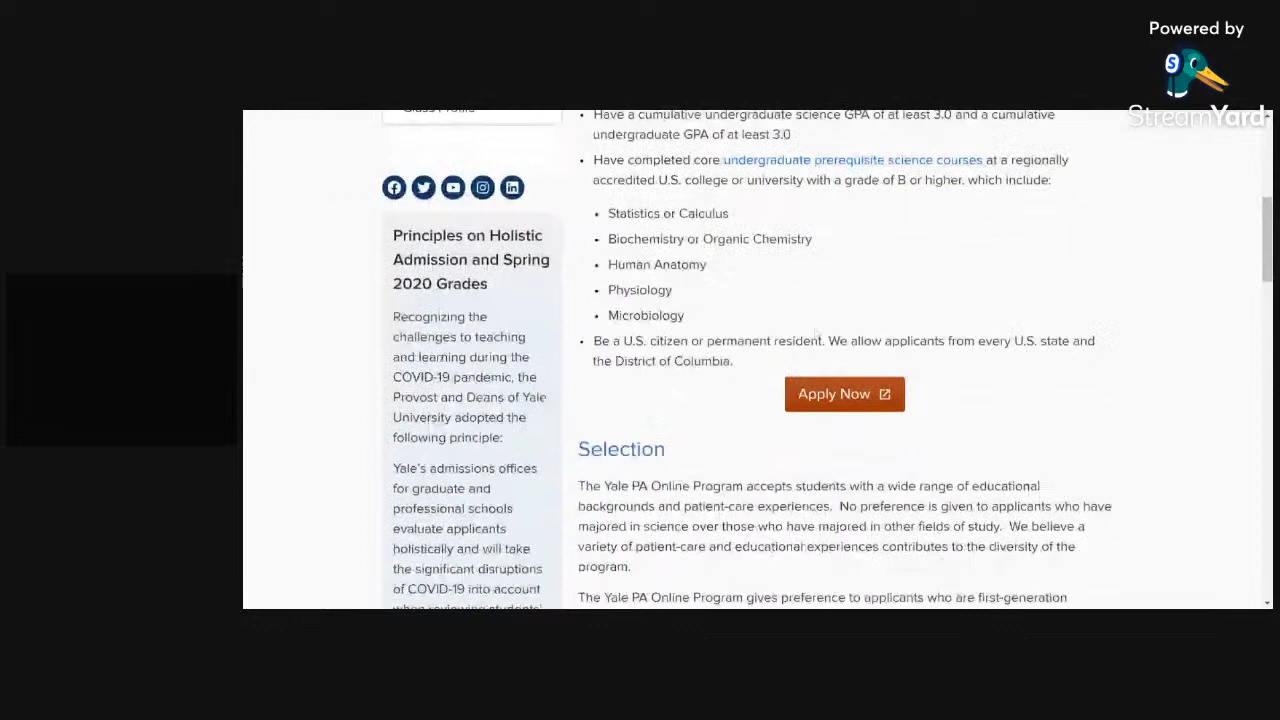 Powered by
StreamYard
Class Profile
Principles on Holistic
Admission and Spring
2020 Grades
Recognizing the
challenges to teaching
and learning during the
COVID-19 pandemic, the
Provost and Deans of Yale
University adopted the
following principle:
Yale's admissions offices
for graduate and
professional schools
evaluate applicants
holistically and will take
the significant disruptions
of COVID-19 into account
when reviewing students'
• Have a cumulative undergraduate science GPA of at least 3.0 and a cumulative
undergraduate GPA of at least 3.0
• Have completed core undergraduate prerequisite science courses at a regionally
accredited U.S. college or university with a grade of B or higher, which include:
• Statistics or Calculus
• Biochemistry or Organic Chemistry
• Human Anatomy
• Physiology
• Microbiology
• Be a U.S. citizen or permanent resident. We allow applicants from every U.S. state and
the District of Columbia.
Apply Now
Selection
The Yale PA Online Program accepts students with a wide range of educational
backgrounds and patient-care experiences. No preference is given to applicants who have
majored in science over those who have majored in other fields of study. We believe a
variety of patient-care and educational experiences contributes to the diversity of the
program.
The Yale PA Online Program gives preference to applicants who are first-generation